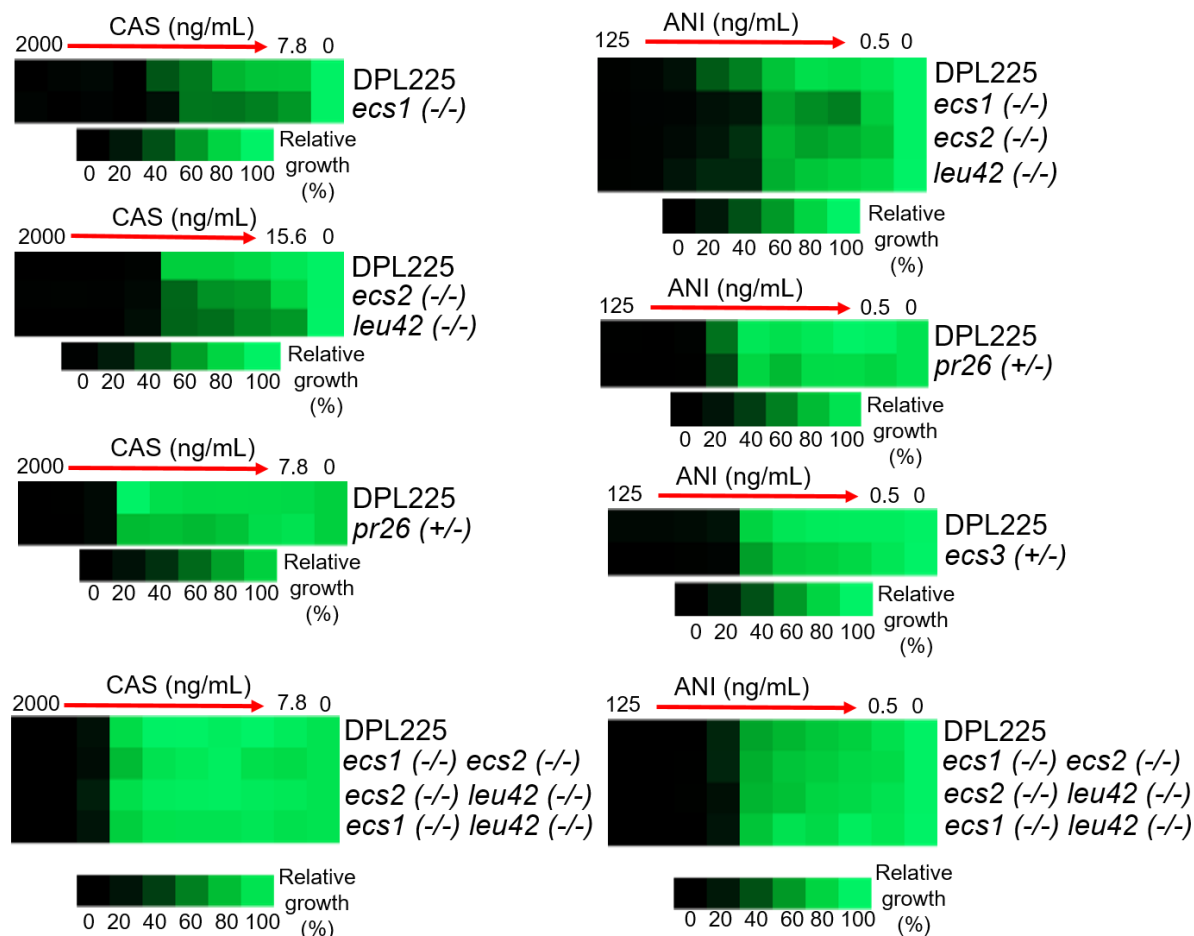 CAS (ng/mL)
2000 7.8 0
DPL225
ecs1 (-/-)
Relative
growth
(%)
0 20 40 60 80 100
CAS (ng/mL)
2000 15.6 0
DPL225
ecs2 (-/-)
leu42 (-/-)
Relative
growth
(%)
0 20 40 60 80 100
CAS (ng/mL)
2000 7.8 0
DPL225
pr26 (+/-)
Relative
growth
(%)
0 20 40 60 80 100
CAS (ng/mL)
2000 7.8 0
DPL225
ecs1 (-/-) ecs2 (-/-)
ecs2 (-/-) leu42 (-/-)
ecs1 (-/-) leu42 (-/-)
Relative
growth
(%)
0 20 40 60 80 100
ANI (ng/mL)
125 0.5 0
DPL225
ecs1 (-/-)
ecs2 (-/-)
leu42 (-/-)
Relative
growth
(%)
0 20 40 60 80 100
ANI (ng/mL)
125 0.5 0
DPL225
pr26 (+/-)
Relative
growth
(%)
0 20 40 60 80 100
ANI (ng/mL)
125 0.5 0
DPL225
ecs3 (+/-)
Relative
growth
(%)
0 20 40 60 80 100
ANI (ng/mL)
125 0.5 0
DPL225
ecs1 (-/-) ecs2 (-/-)
ecs2 (-/-) leu42 (-/-)
ecs1 (-/-) leu42 (-/-)
Relative
growth
(%)
0 20 40 60 80 100